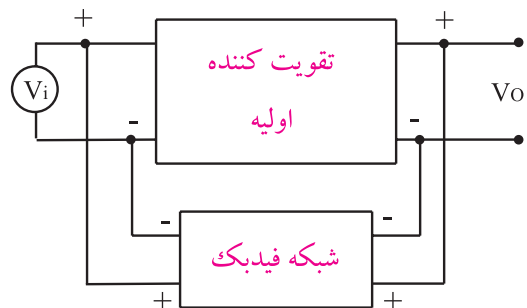 + +
تقویت کننده
اولیه
Vi
VO
- -
- -
شبکه فیدبک
+ +